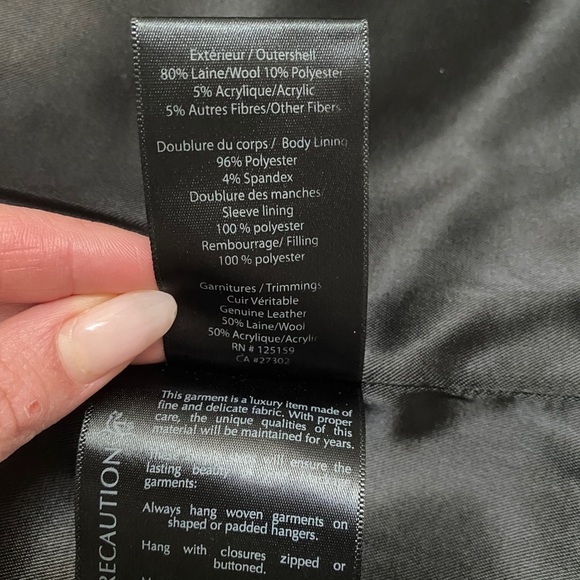 Extérieur / Outershell
80% Laine/Wool 10% Polyester
5% Acrylique/Acrylic
5% Autres Fibres/Other Fibers
Doublure du corps / Body Lining
96% Polyester
4% Spandex
Doublure des manches/
Sleeve lining
100 % polyester
Rembourrage/ Filling
100 % polyester
Garnitures / Trimmings
Cuir Véritable
Genuine Leather
50% Laine/Wool
50% Acrylique/Acrylic
RN # 125159
CA #27302
PRECAUTION
This garment is a luxury item made of
fine and delicate fabric. With proper
care, the unique qualities of this
material will be maintained for years.
ensure the
lasting
garments:
Always hang woven garments on
shaped or padded hangers.
Hang with closures zipped or
buttoned.